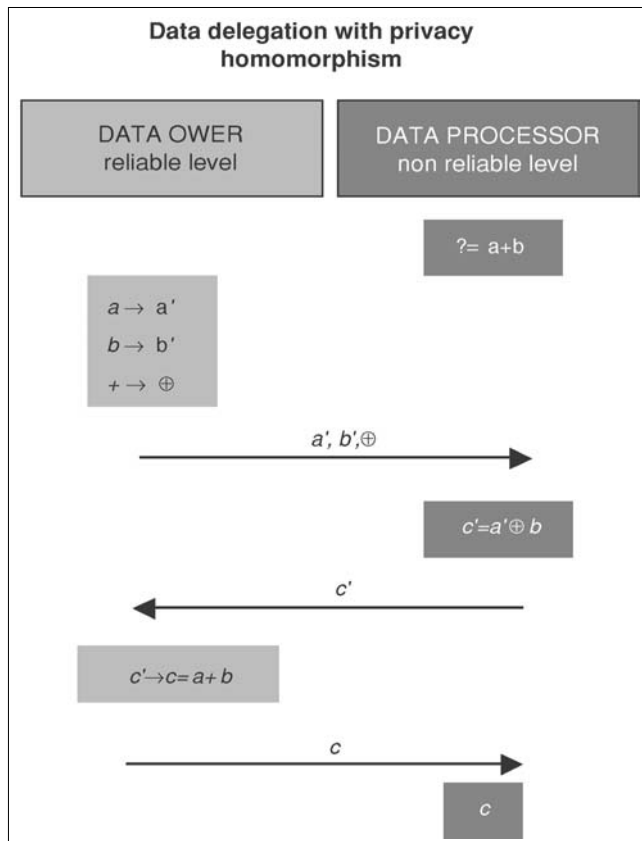 Data delegation with privacy
homomorphism
DATA OWER
reliable level
DATA PROCESSOR
non reliable level
?= a+b
a → a'
b → b'
+ → ⊕
a', b',⊕
c'=a'⊕ b
c'
c'→c= a+ b
c
c